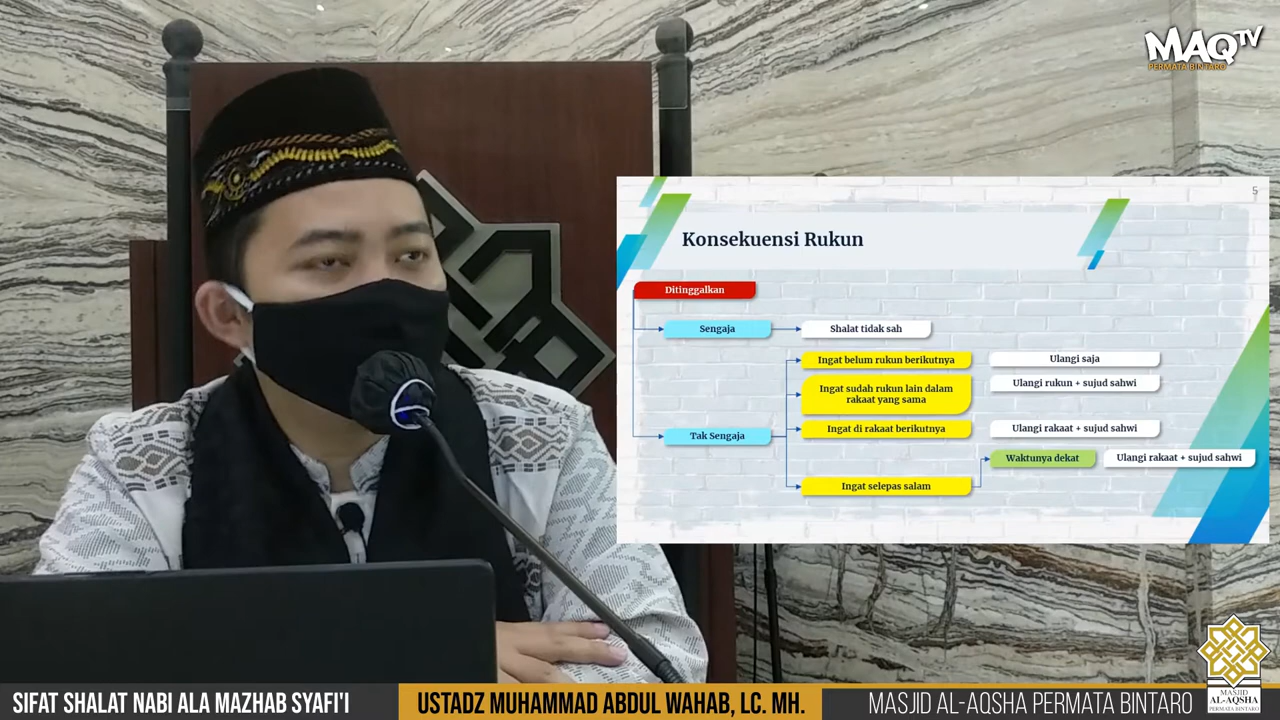 MAQTV
PERMATA BINTARO
5
Konsekuensi Rukun
Ditinggalkan
Sengaja
Shalat tidak sah
Ingat belum rukun berikutnya
Ulangi saja
Ingat sudah rukun lain dalam
rakaat yang sama
Ulangi rukun + sujud sahwi
Tak Sengaja
Ingat di rakaat berikutnya
Ulangi rakaat + sujud sahwi
Ingat selepas salam
Waktunya dekat
Ulangi rakaat + sujud sahwi
SIFAT SHALAT NABI ALA MAZHAB SYAFI'I
USTADZ MUHAMMAD ABDUL WAHAB, LC. MH.
MASJID AL-AQSHA PERMATA BINTARO
MASJID
AL-AQSHA
PERMATA BINTARO